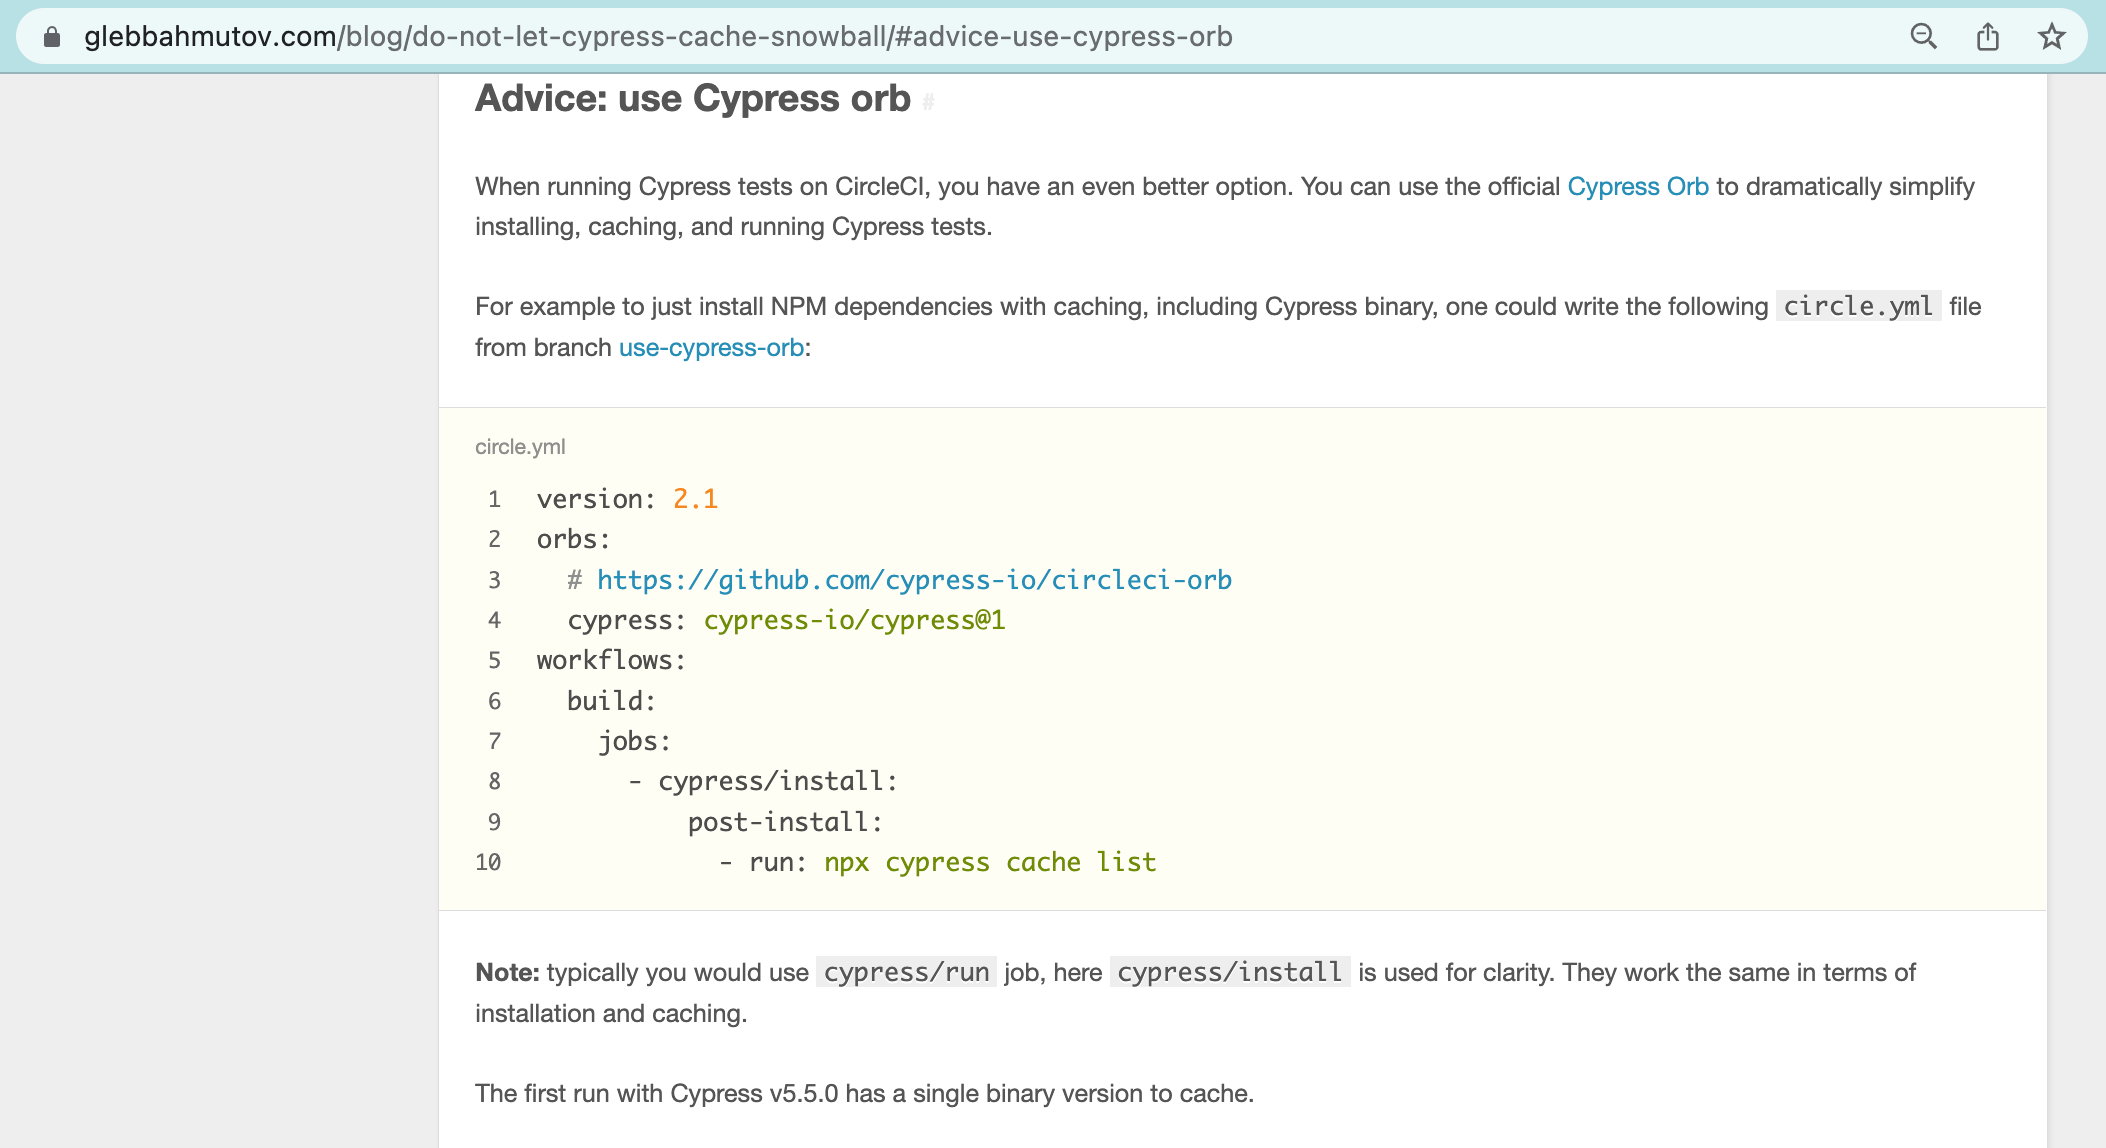 glebbahmutov.com/blog/do-not-let-cypress-cache-snowball/#advice-use-cypress-orb
Advice: use Cypress orb #
When running Cypress tests on CircleCI, you have an even better option. You can use the official Cypress Orb to dramatically simplify
installing, caching, and running Cypress tests.
For example to just install NPM dependencies with caching, including Cypress binary, one could write the following circle.yml file
from branch use-cypress-orb:
circle.yml
1 version: 2.1
2 orbs:
3   # https://github.com/cypress-io/circleci-orb
4   cypress: cypress-io/cypress@1
5 workflows:
6   build:
7     jobs:
8       - cypress/install:
9           post-install:
10            - run: npx cypress cache list
Note: typically you would use cypress/run job, here cypress/install is used for clarity. They work the same in terms of
installation and caching.
The first run with Cypress v5.5.0 has a single binary version to cache.